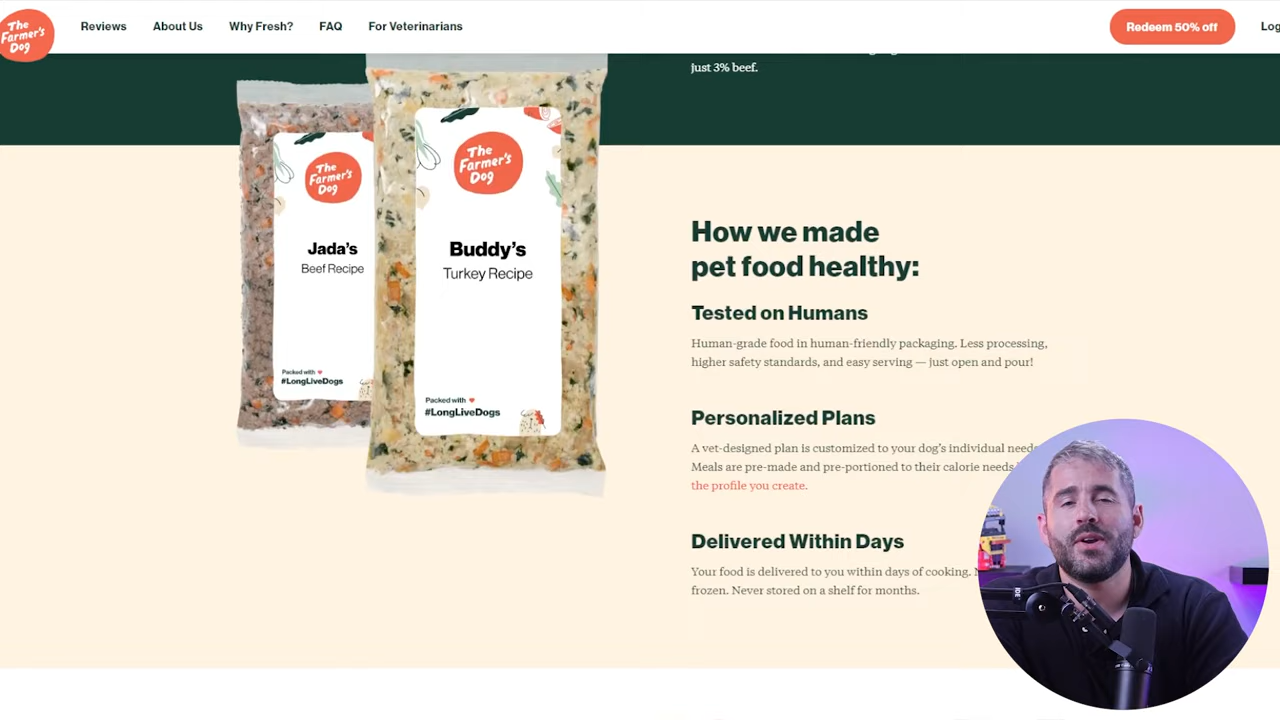 The
Farmer's
Dog
Reviews
About Us
Why Fresh?
FAQ
For Veterinarians
Redeem 50% off
Log
just 3% beef.
The
Farmer's
Dog
Jada's
Beef Recipe
Packed with
#LongLiveDogs
The
Farmer's
Dog
Buddy's
Turkey Recipe
Packed with
#LongLiveDogs
How we made
pet food healthy:
Tested on Humans
Human-grade food in human-friendly packaging. Less processing,
higher safety standards, and easy serving — just open and pour!
Personalized Plans
A vet-designed plan is customized to your dog's individual needs
Meals are pre-made and pre-portioned to their calorie needs
the profile you create.
Delivered Within Days
Your food is delivered to you within days of cooking.
frozen. Never stored on a shelf for months.